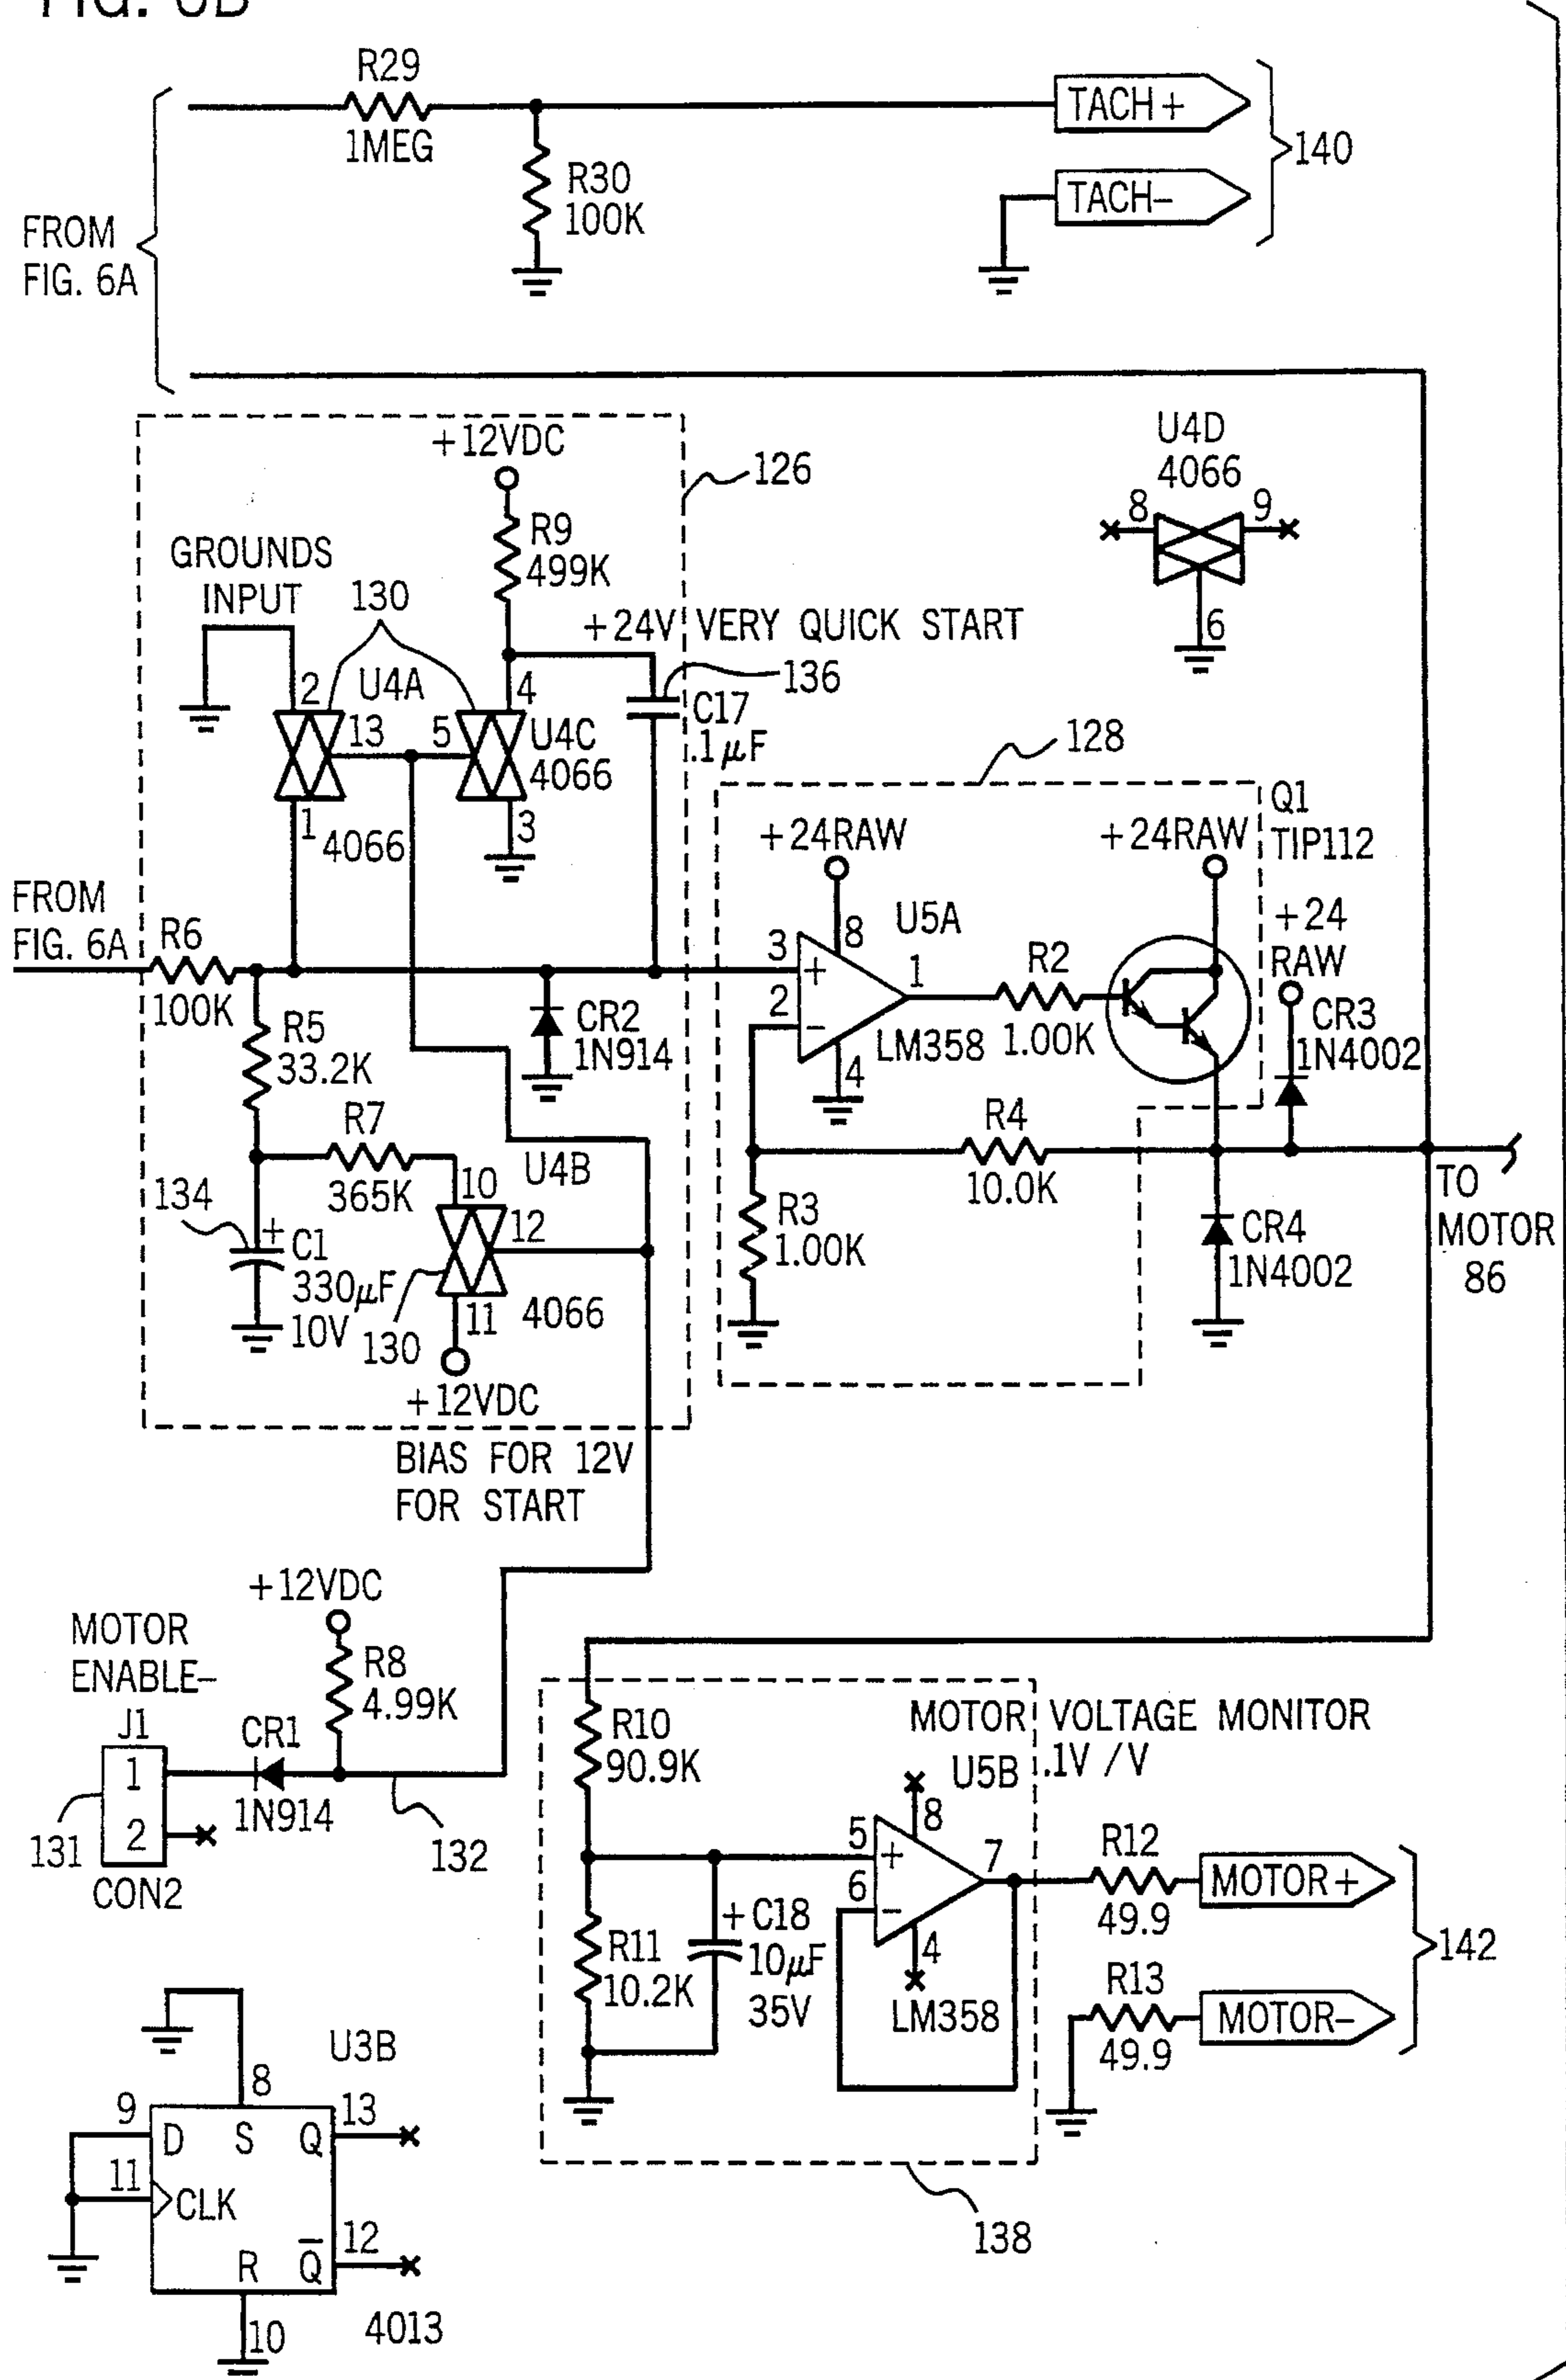 FIG. 6B
R29
1MEG
TACH+
140
R30
100K
TACH-
FROM
FIG. 6A
+12VDC
126
U4D
4066
8
9
6
R9
499K
GROUNDS
INPUT
130
+24V VERY QUICK START
2
U4A
4
136
13
5
U4C
4066
C17
.1µF
128
1
4066
3
Q1
TIP112
+24RAW
+24RAW
FROM
FIG. 6A
R6
100K
3
8
U5A
1
R2
1.00K
+24
RAW
+
2
-
LM358
4
CR3
1N4002
R5
33.2K
CR2
1N914
R7
365K
U4B
R4
10.0K
10
12
134
+
C1
330µF
10V
130
11
4066
R3
1.00K
TO
MOTOR
86
CR4
1N4002
+12VDC
BIAS FOR 12V
FOR START
+12VDC
MOTOR
ENABLE-
R8
4.99K
J1
CR1
1
1N914
2
131
132
CON2
R10
90.9K
MOTOR VOLTAGE MONITOR
.1V /V
U5B
8
5
+
7
R12
49.9
MOTOR+
6
-
4
LM358
R11
10.2K
+
C18
10µF
35V
142
R13
49.9
MOTOR-
U3B
8
9
13
D
S
Q
11
CLK
12
R
Q̅
10
4013
138